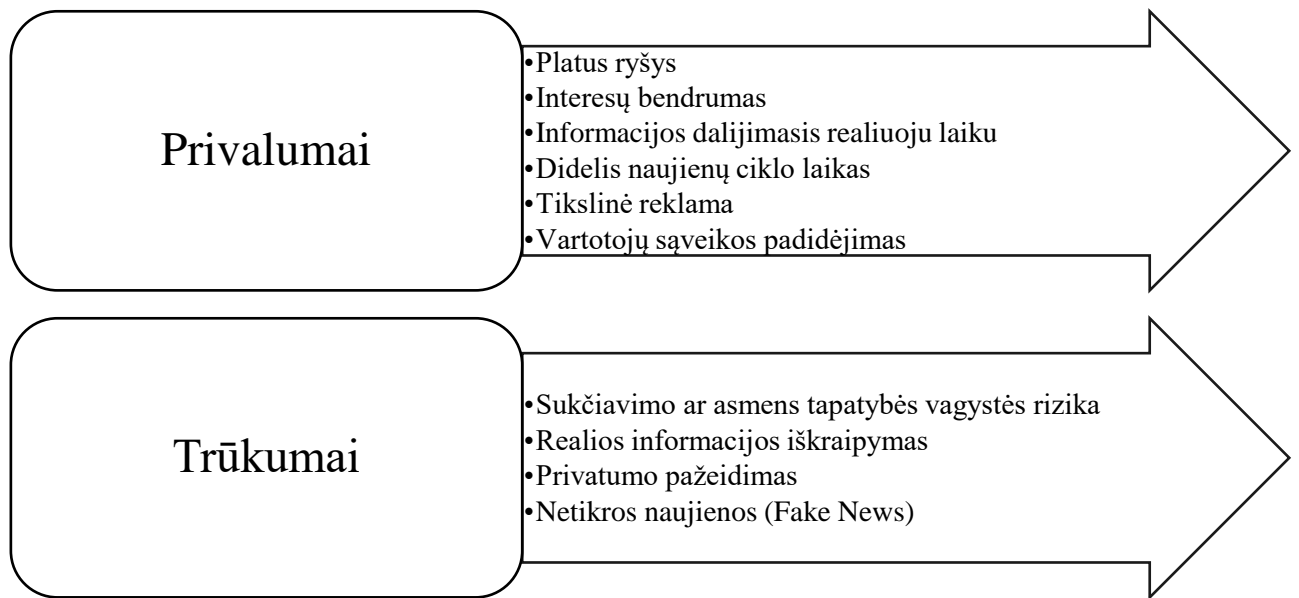 Privalumai
•Platus ryšys
•Interesų bendrumas
•Informacijos dalijimasis realiuoju laiku
•Didelis naujienų ciklo laikas
•Tikslinė reklama
•Vartotojų sąveikos padidėjimas
Trūkumai
•Sukčiavimo ar asmens tapatybės vagystės rizika
•Realios informacijos iškraipymas
•Privatumo pažeidimas
•Netikros naujienos (Fake News)